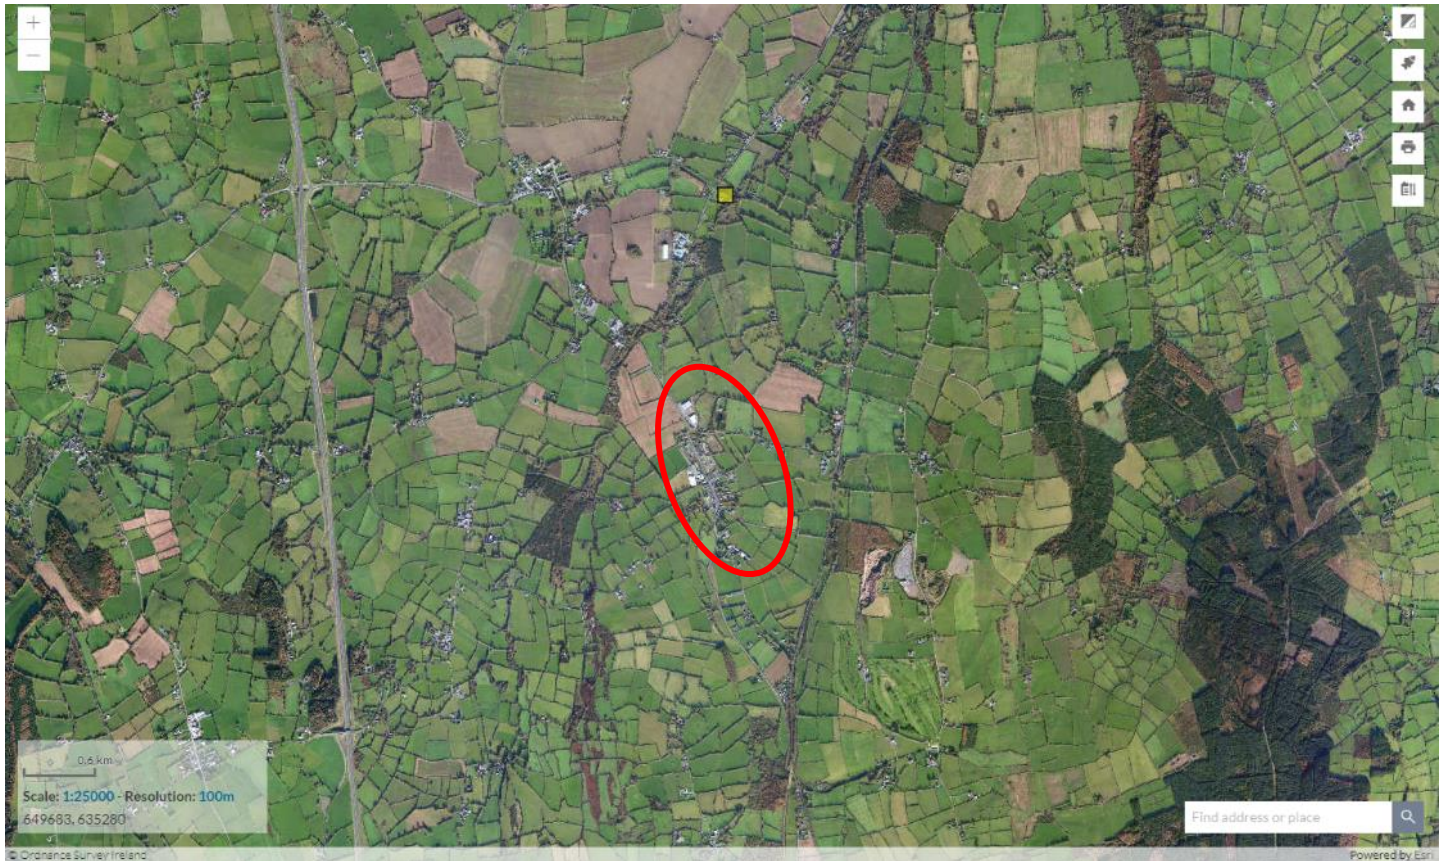 +
−
0.6 km
Scale: 1:25000 - Resolution: 100m
649683, 635280
Find address or place
© Ordnance Survey Ireland
Powered by Esri